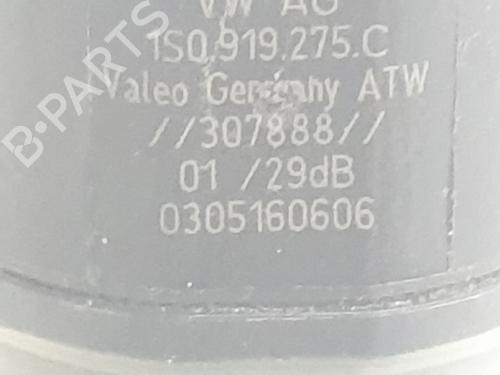 VW AG
1S0.919.275.C
Valeo Germany ATW
//307888//
01 /29dB
0305160606
B-PARTS